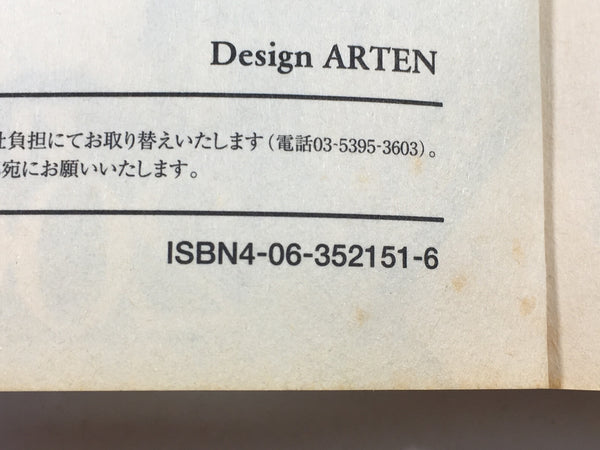 Design ARTEN
社負担にてお取り替えいたします(電話03-5395-3603)。
宛にお願いいたします。
ISBN4-06-352151-6